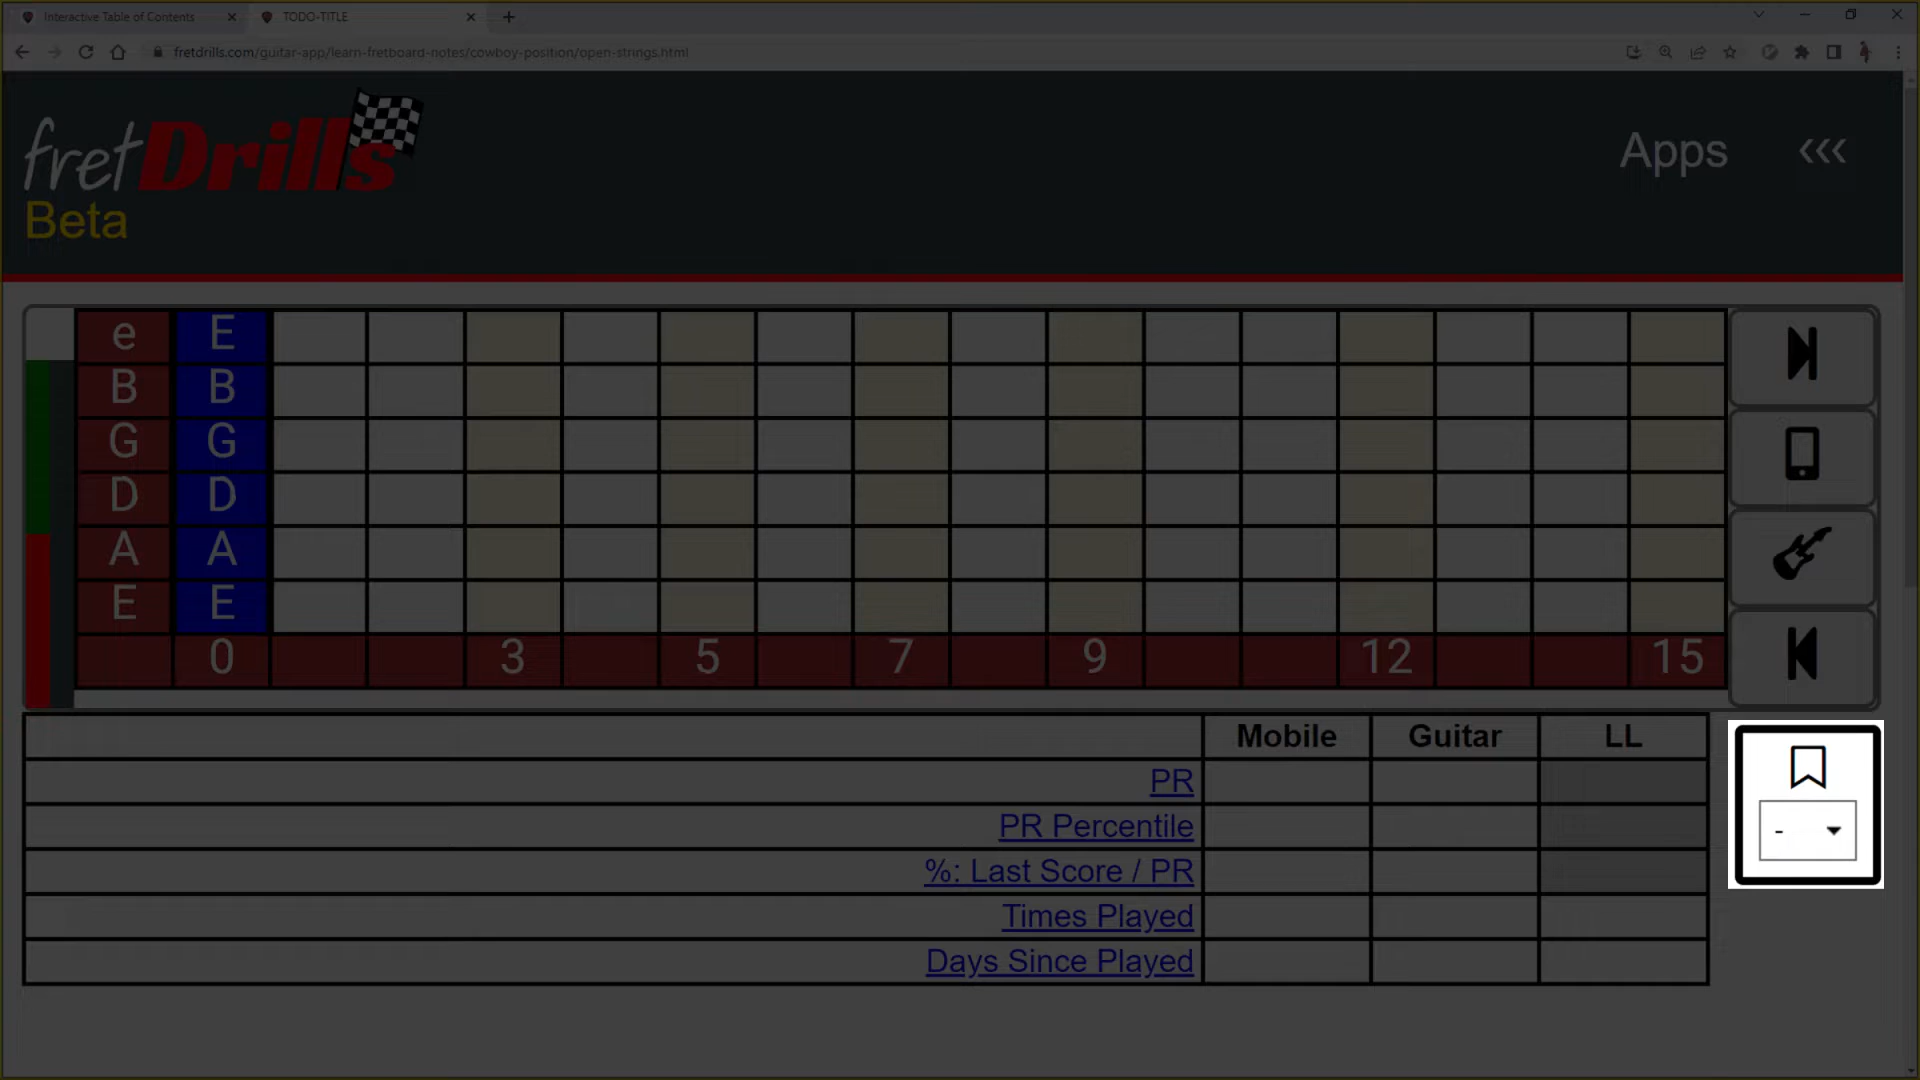 Interactive Table of Contents
TODO-TITLE
fretdrills.com/guitar-app/learn-fretboard-notes/cowboy-position/open-strings.html
fretDrills
Beta
Apps
e E
B B
G G
D D
A A
E E
0 3 5 7 9 12 15
Mobile Guitar LL
PR
PR Percentile
%: Last Score / PR
Times Played
Days Since Played
-